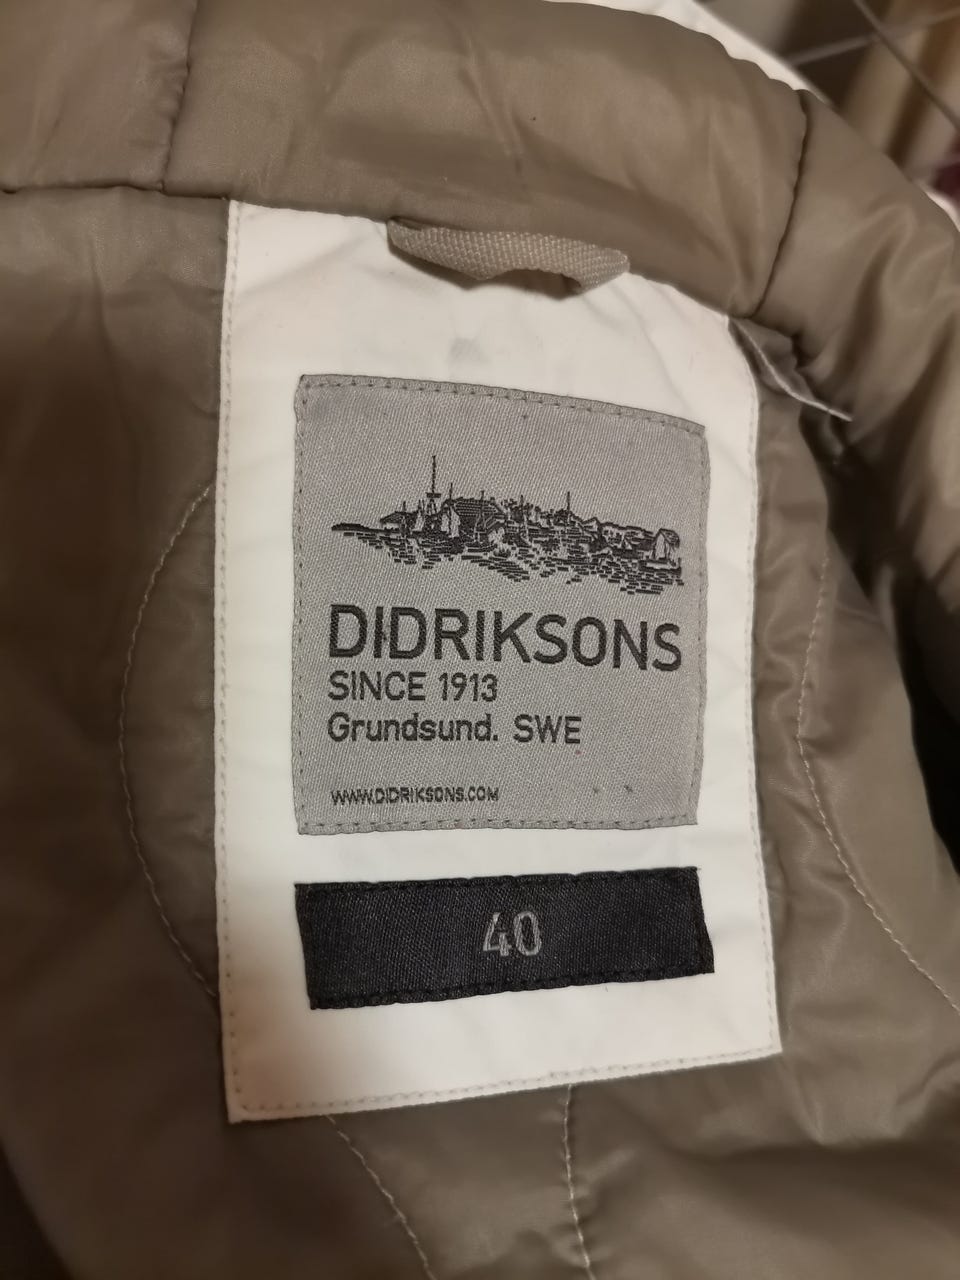 DIDRIKSONS
SINCE 1913
Grundsund. SWE
WWW.DIDRIKSONS.COM
40